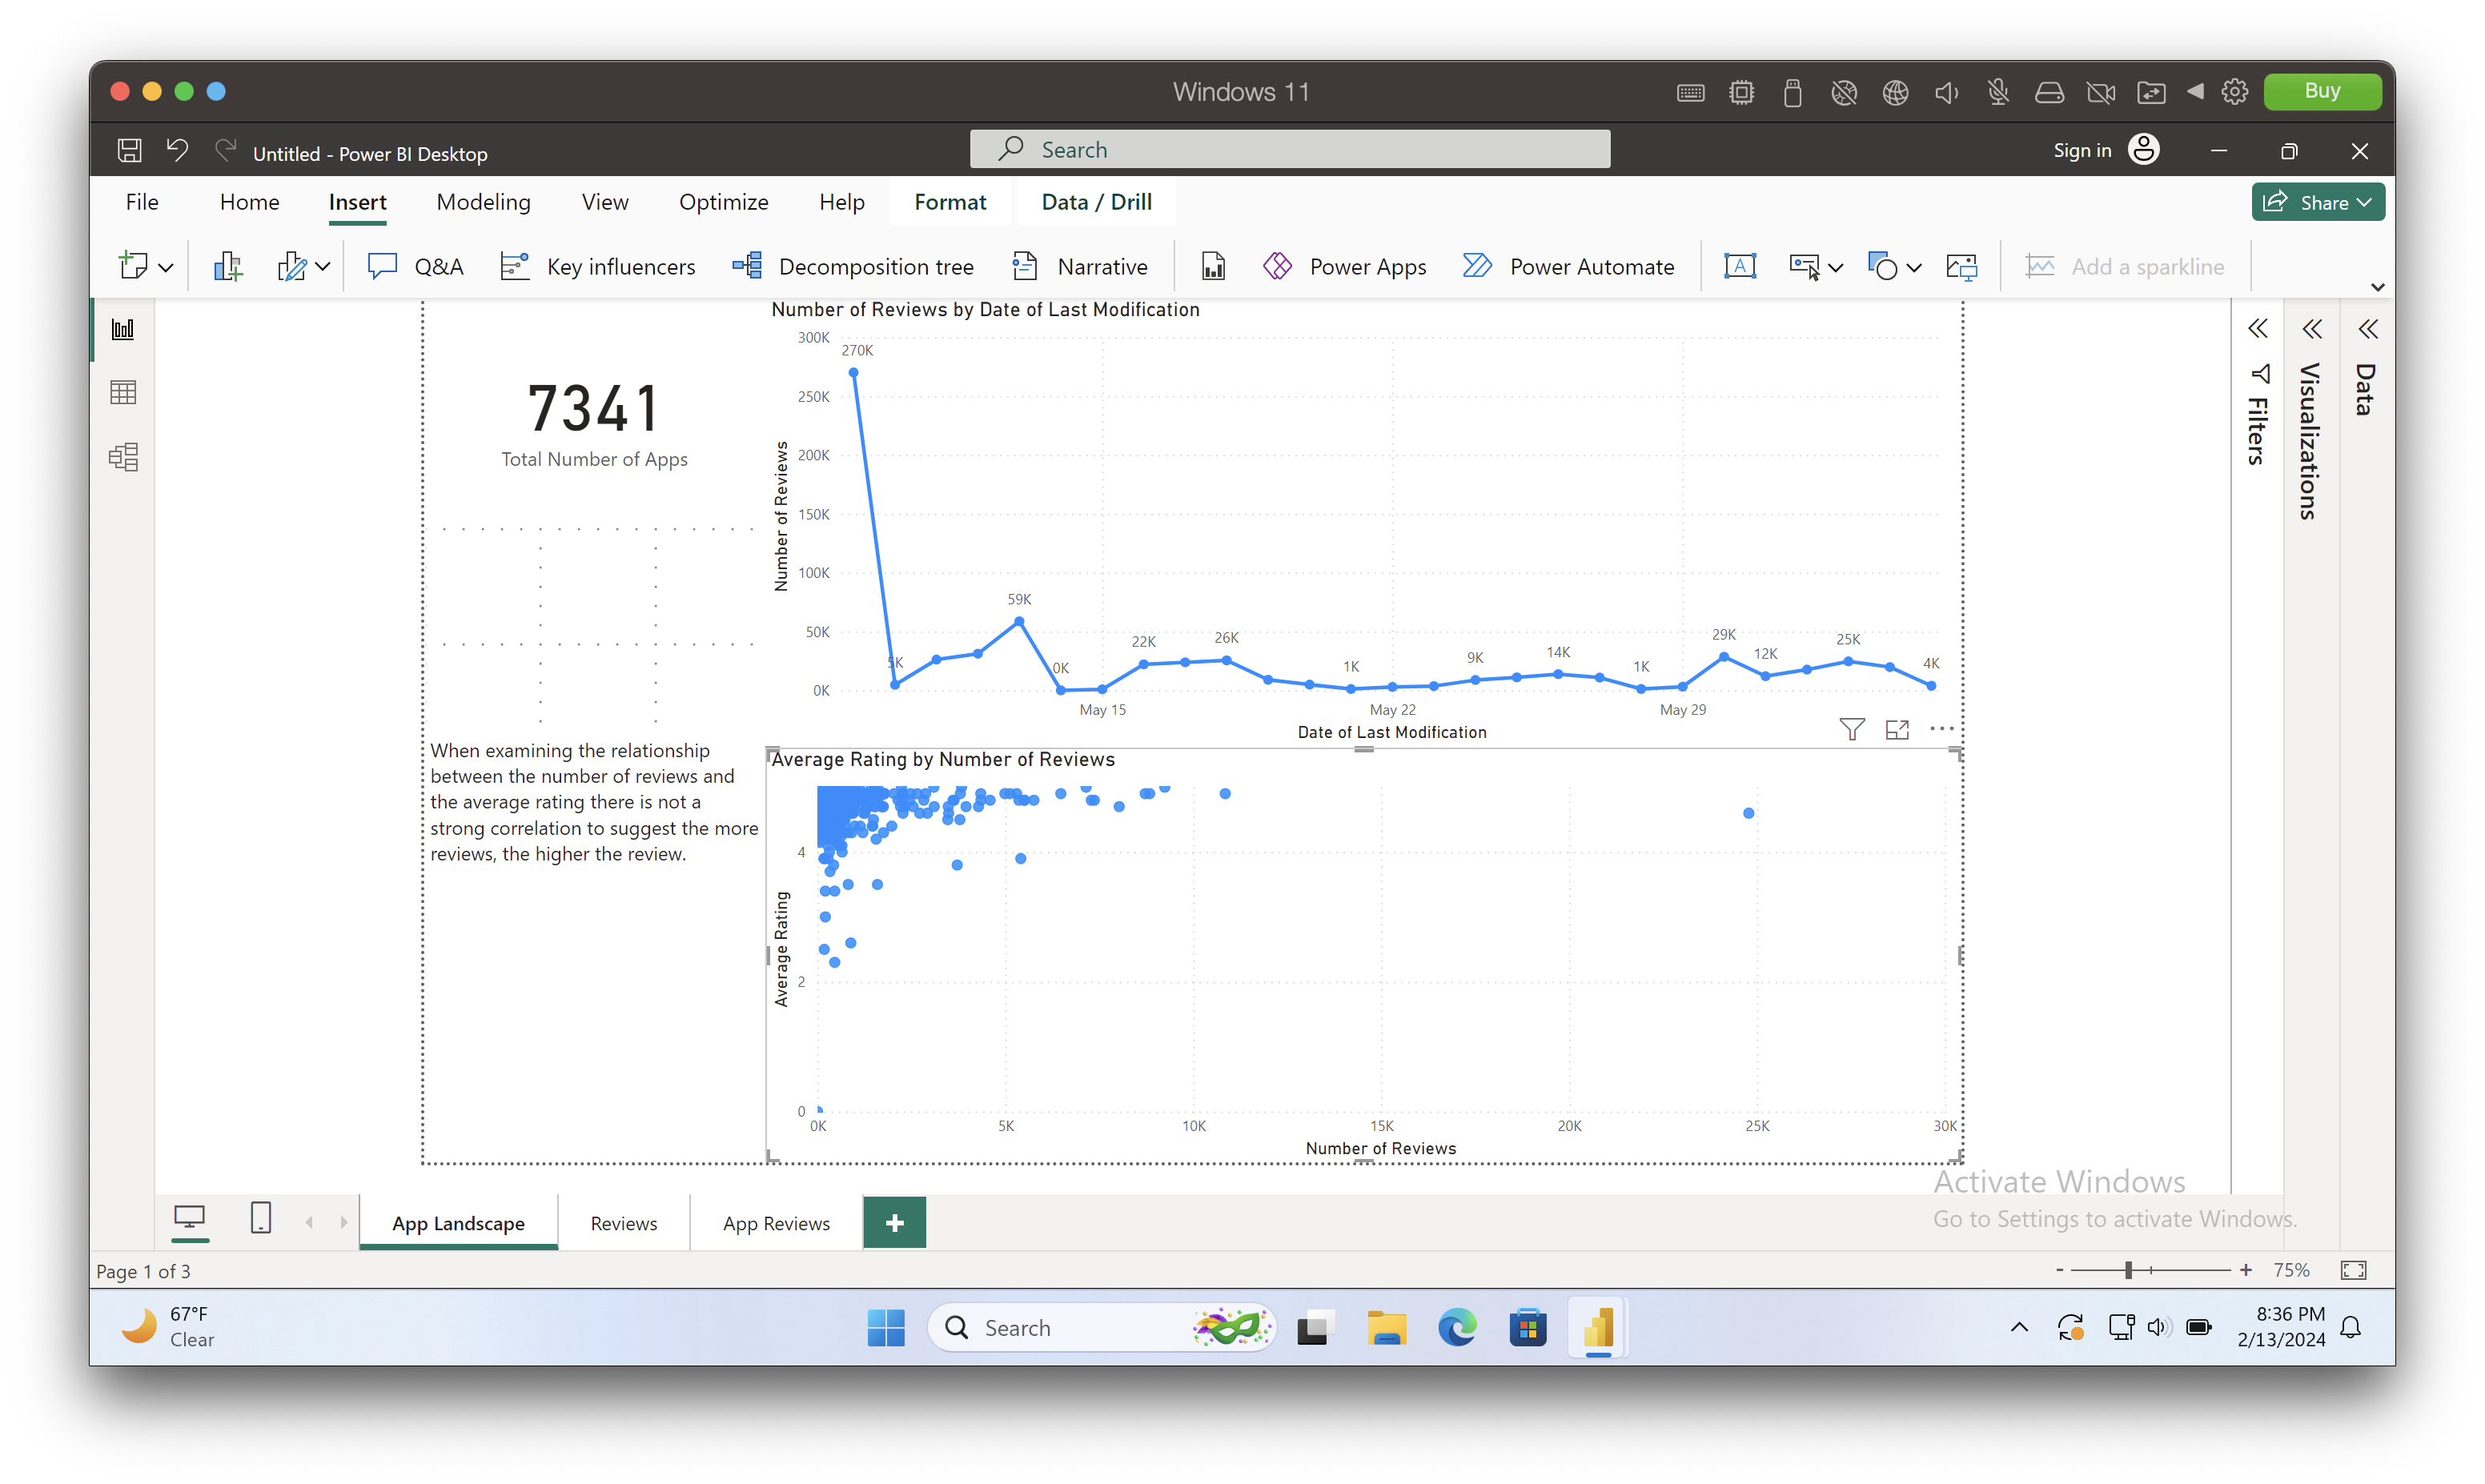 Windows 11
Buy
Untitled - Power BI Desktop
Search
Sign in
File
Home
Insert
Modeling
View
Optimize
Help
Format
Data / Drill
Share
Q&A
Key influencers
Decomposition tree
Narrative
Power Apps
Power Automate
A
Add a sparkline
7341
Total Number of Apps
Number of Reviews by Date of Last Modification
Number of Reviews
300K
250K
200K
150K
100K
50K
0K
270K
5K
59K
0K
22K
26K
1K
9K
14K
1K
29K
12K
25K
4K
May 15
May 22
May 29
Date of Last Modification
When examining the relationship
between the number of reviews and
the average rating there is not a
strong correlation to suggest the more
reviews, the higher the review.
Average Rating by Number of Reviews
Average Rating
4
2
0
0K
5K
10K
15K
20K
25K
30K
Number of Reviews
Filters
Visualizations
Data
Activate Windows
Go to Settings to activate Windows.
App Landscape
Reviews
App Reviews
Page 1 of 3
75%
67°F
Clear
Search
8:36 PM
2/13/2024